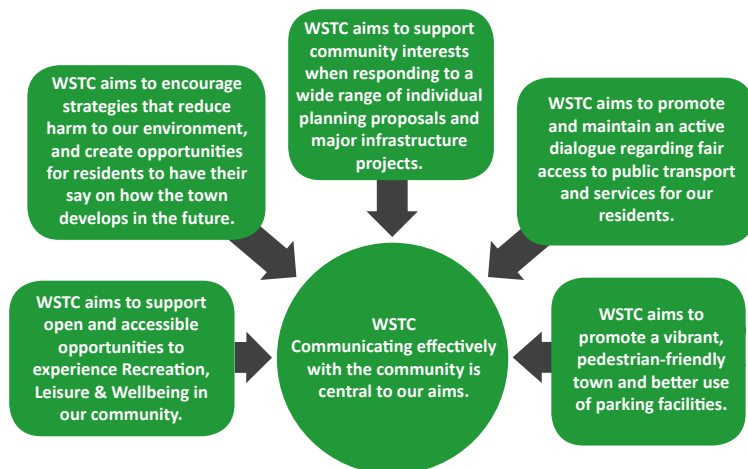 WSTC aims to support
community interests
when responding to a
wide range of individual
planning proposals and
major infrastructure
projects.
WSTC aims to encourage
strategies that reduce
harm to our environment,
and create opportunities
for residents to have their
say on how the town
develops in the future.
WSTC aims to promote
and maintain an active
dialogue regarding fair
access to public transport
and services for our
residents.
WSTC aims to support
open and accessible
opportunities to
experience Recreation,
Leisure & Wellbeing in
our community.
WSTC
Communicating effectively
with the community is
central to our aims.
WSTC aims to
promote a vibrant,
pedestrian-friendly
town and better use
of parking facilities.